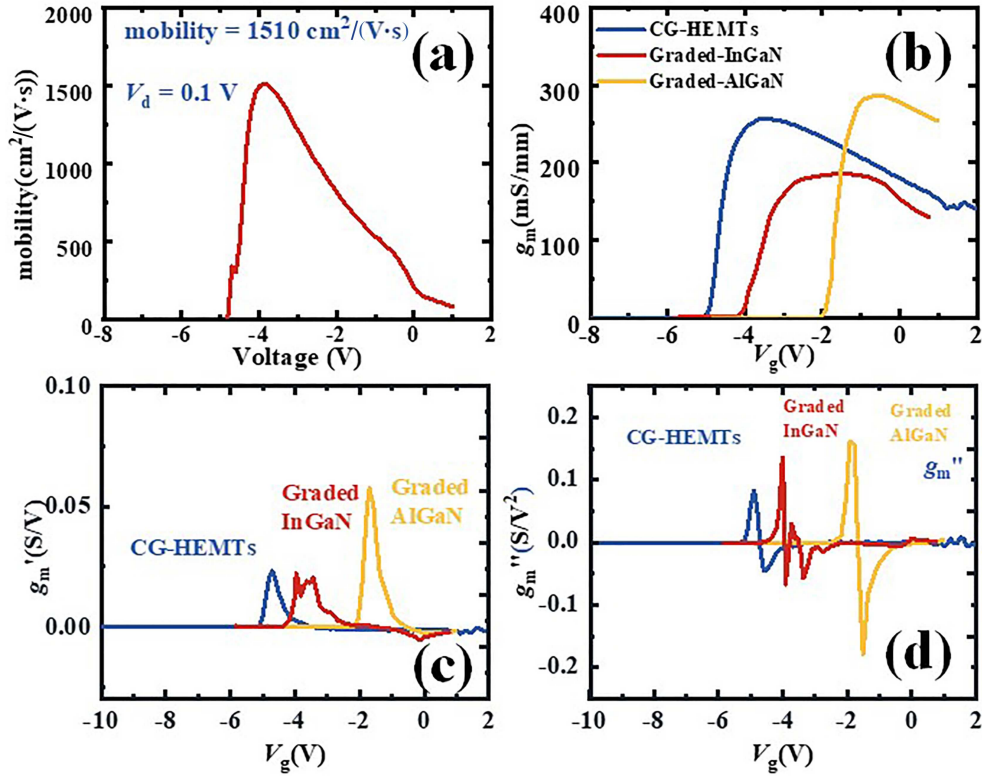 mobility = 1510 cm²/(V·s)
(a)
V_d = 0.1 V
mobility(cm²/(V·s))
2000
1500
1000
500
0
-8 -6 -4 -2 0 2
Voltage (V)
CG-HEMTs
Graded-InGaN
Graded-AlGaN
(b)
g_m(mS/mm)
400
300
200
100
0
-8 -6 -4 -2 0 2
V_g(V)
0.10
0.05
0.00
g_m'(S/V)
CG-HEMTs
Graded
InGaN
Graded
AlGaN
(c)
-10 -8 -6 -4 -2 0 2
V_g(V)
0.2
0.1
0.0
-0.1
-0.2
g_m''(S/V²)
CG-HEMTs
Graded
InGaN
Graded
AlGaN
g_m''
(d)
-10 -8 -6 -4 -2 0 2
V_g(V)